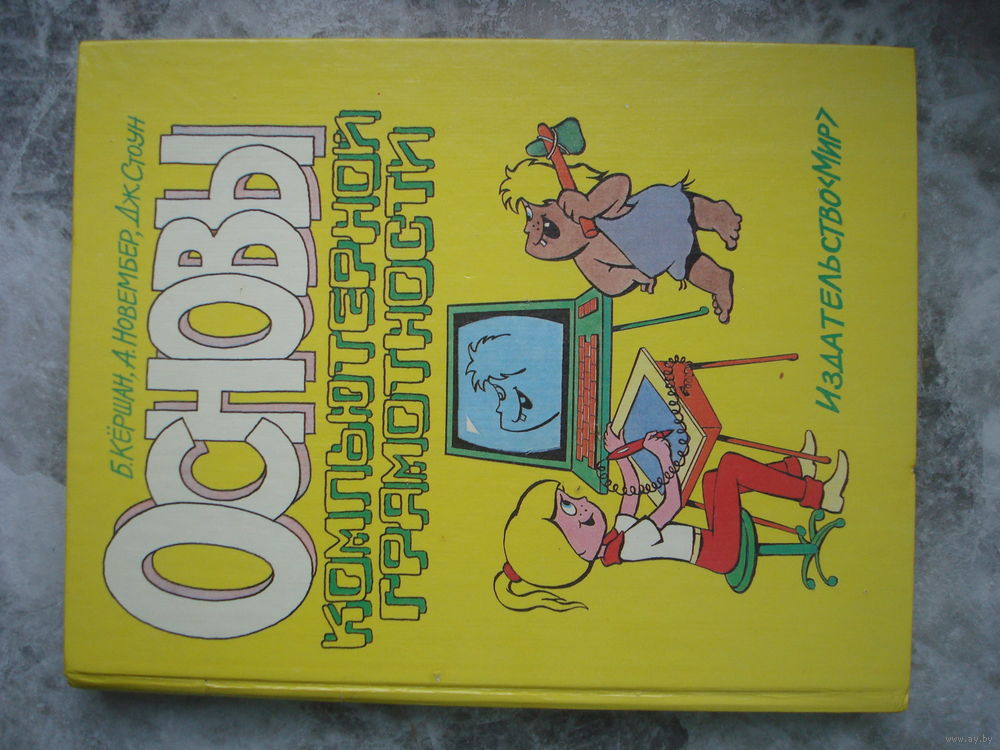 Б. КЁРШАН, А. НОВЕМБЕР, ДЖ. СТОУН
ОСНОВЫ
КОМПЬЮТЕРНОЙ
ГРАМОТНОСТИ
ИЗДАТЕЛЬСТВО «МИР»
www.ay.by